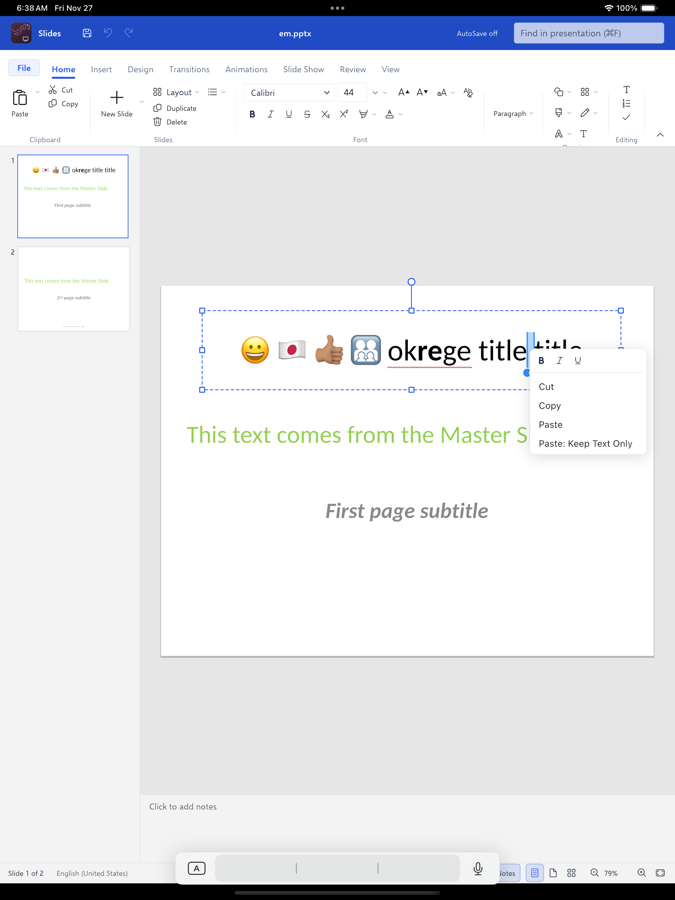 6:38 AM Fri Nov 27
100%
Slides
em.pptx
AutoSave off
Find in presentation (⌘F)
File
Home
Insert
Design
Transitions
Animations
Slide Show
Review
View
Paste
Cut
Copy
Clipboard
New Slide
Layout
Duplicate
Delete
Slides
Calibri
44
B I U S X₂ X²
Font
Paragraph
Editing
1
😀 🇯🇵 👍🏽 okrege title title
This text comes from the Master Slide
First page subtitle
2
This text comes from the Master Slide
2nd page subtitle
😀 🇯🇵 👍🏽 okrege title title
This text comes from the Master S
First page subtitle
B I U
Cut
Copy
Paste
Paste: Keep Text Only
Click to add notes
Slide 1 of 2
English (United States)
A
otes
79%